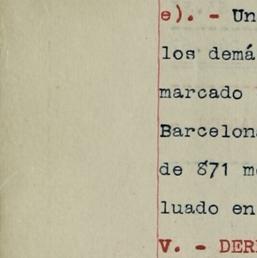 e). - Un
los demá
marcado
Barcelon
de 871 m
luado en
V. - DER